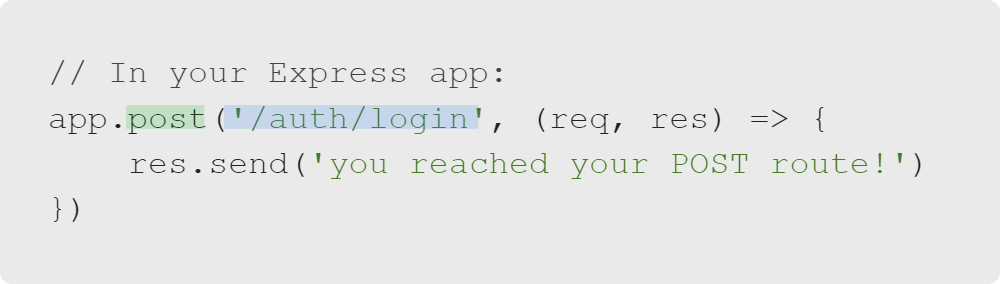 // In your Express app:
app.post('/auth/login', (req, res) => {
    res.send('you reached your POST route!')
})